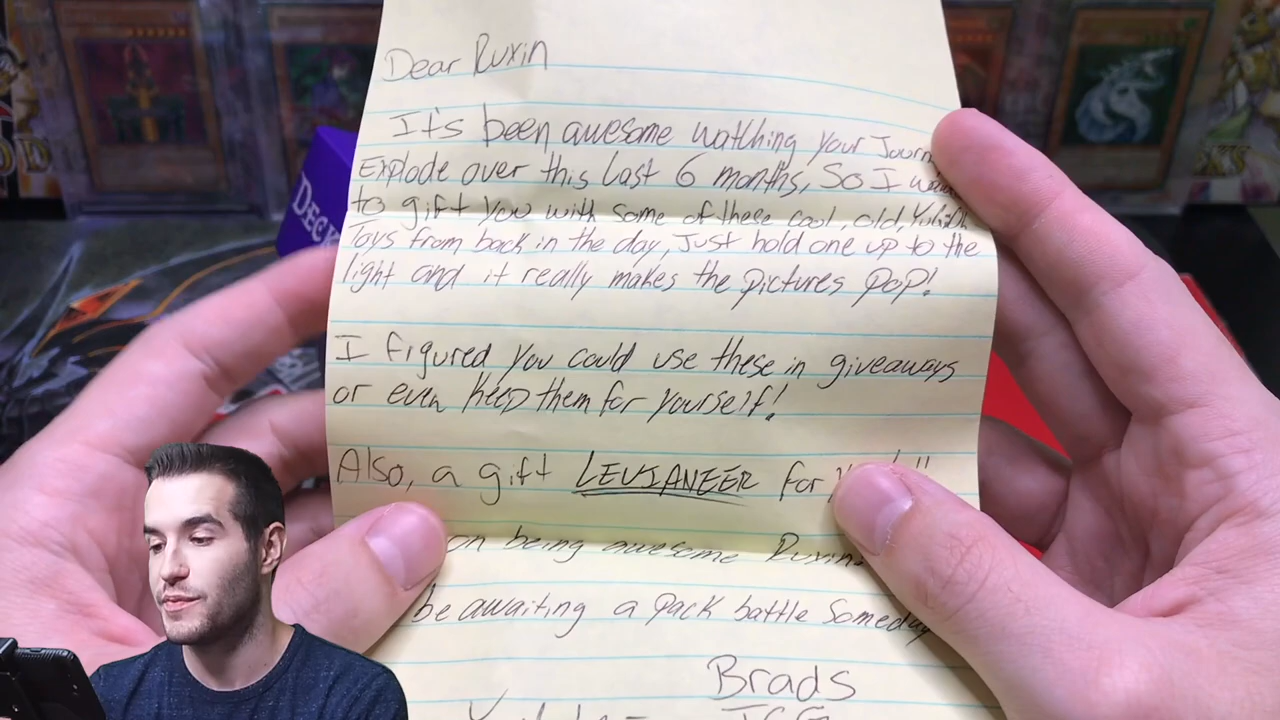 Dear Ruxin
It's been awesome watching your Journ
Explode over this last 6 months, So I
to gift you with some of these cool, old,
Toys from back in the day, Just hold one up to the
light and it really makes the pictures POP!
I figured you could use these in giveaways
or even keep them for yourself!
Also, a gift LEVIANEER for
on being awesome Ruxin
be awaiting a pack battle Someday
Brads
DECK